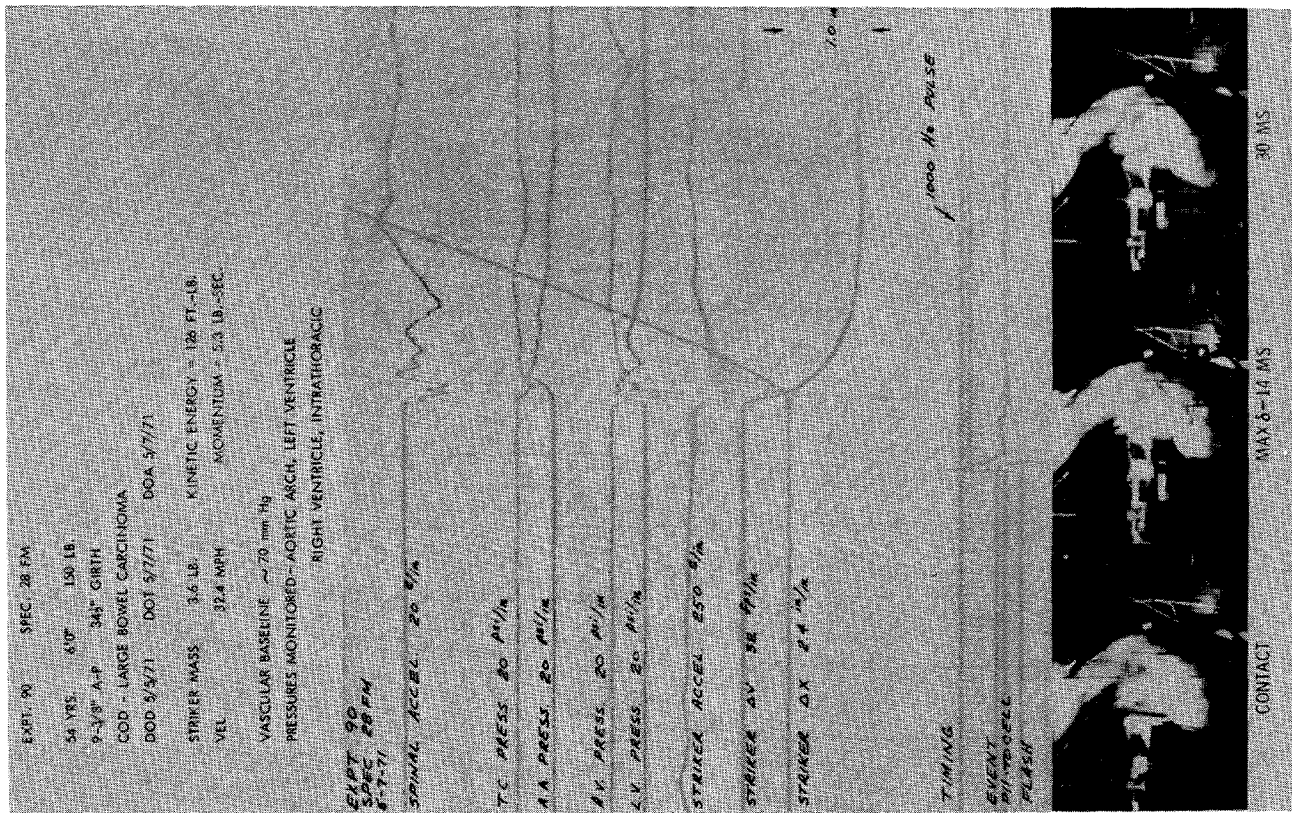 EXPT. 90 SPEC. 28 FM
54 YRS. 6'0" 150 LB.
9-3/8" A-P 34½" GIRTH
COD - LARGE BOWEL CARCINOMA
DOD 5/5/71 DOT 5/7/71 DOA 5/7/71
STRIKER MASS 3.6 LB. KINETIC ENERGY = 126 FT.-LB.
VEL 32.4 MPH MOMENTUM = 5.3 LB.-SEC.
VASCULAR BASELINE ~70 mm Hg
PRESSURES MONITORED-AORTIC ARCH, LEFT VENTRICLE
RIGHT VENTRICLE, INTRATHORACIC
EXPT 90
SPEC 28 FM
5-7-71
SPINAL ACCEL 20 g/in
T.C PRESS 20 psi/in
A.A PRESS 20 psi/in
R.V. PRESS 20 psi/in
L.V. PRESS 20 psi/in
STRIKER ACCEL 250 g/in
STRIKER ΔV 32 fps/in
STRIKER ΔX 2.4 in/in
1.0
1000 Hz PULSE
TIMING
EVENT
PHOTOCELL
FLASH
CONTACT MAX δ-14 MS 30 MS